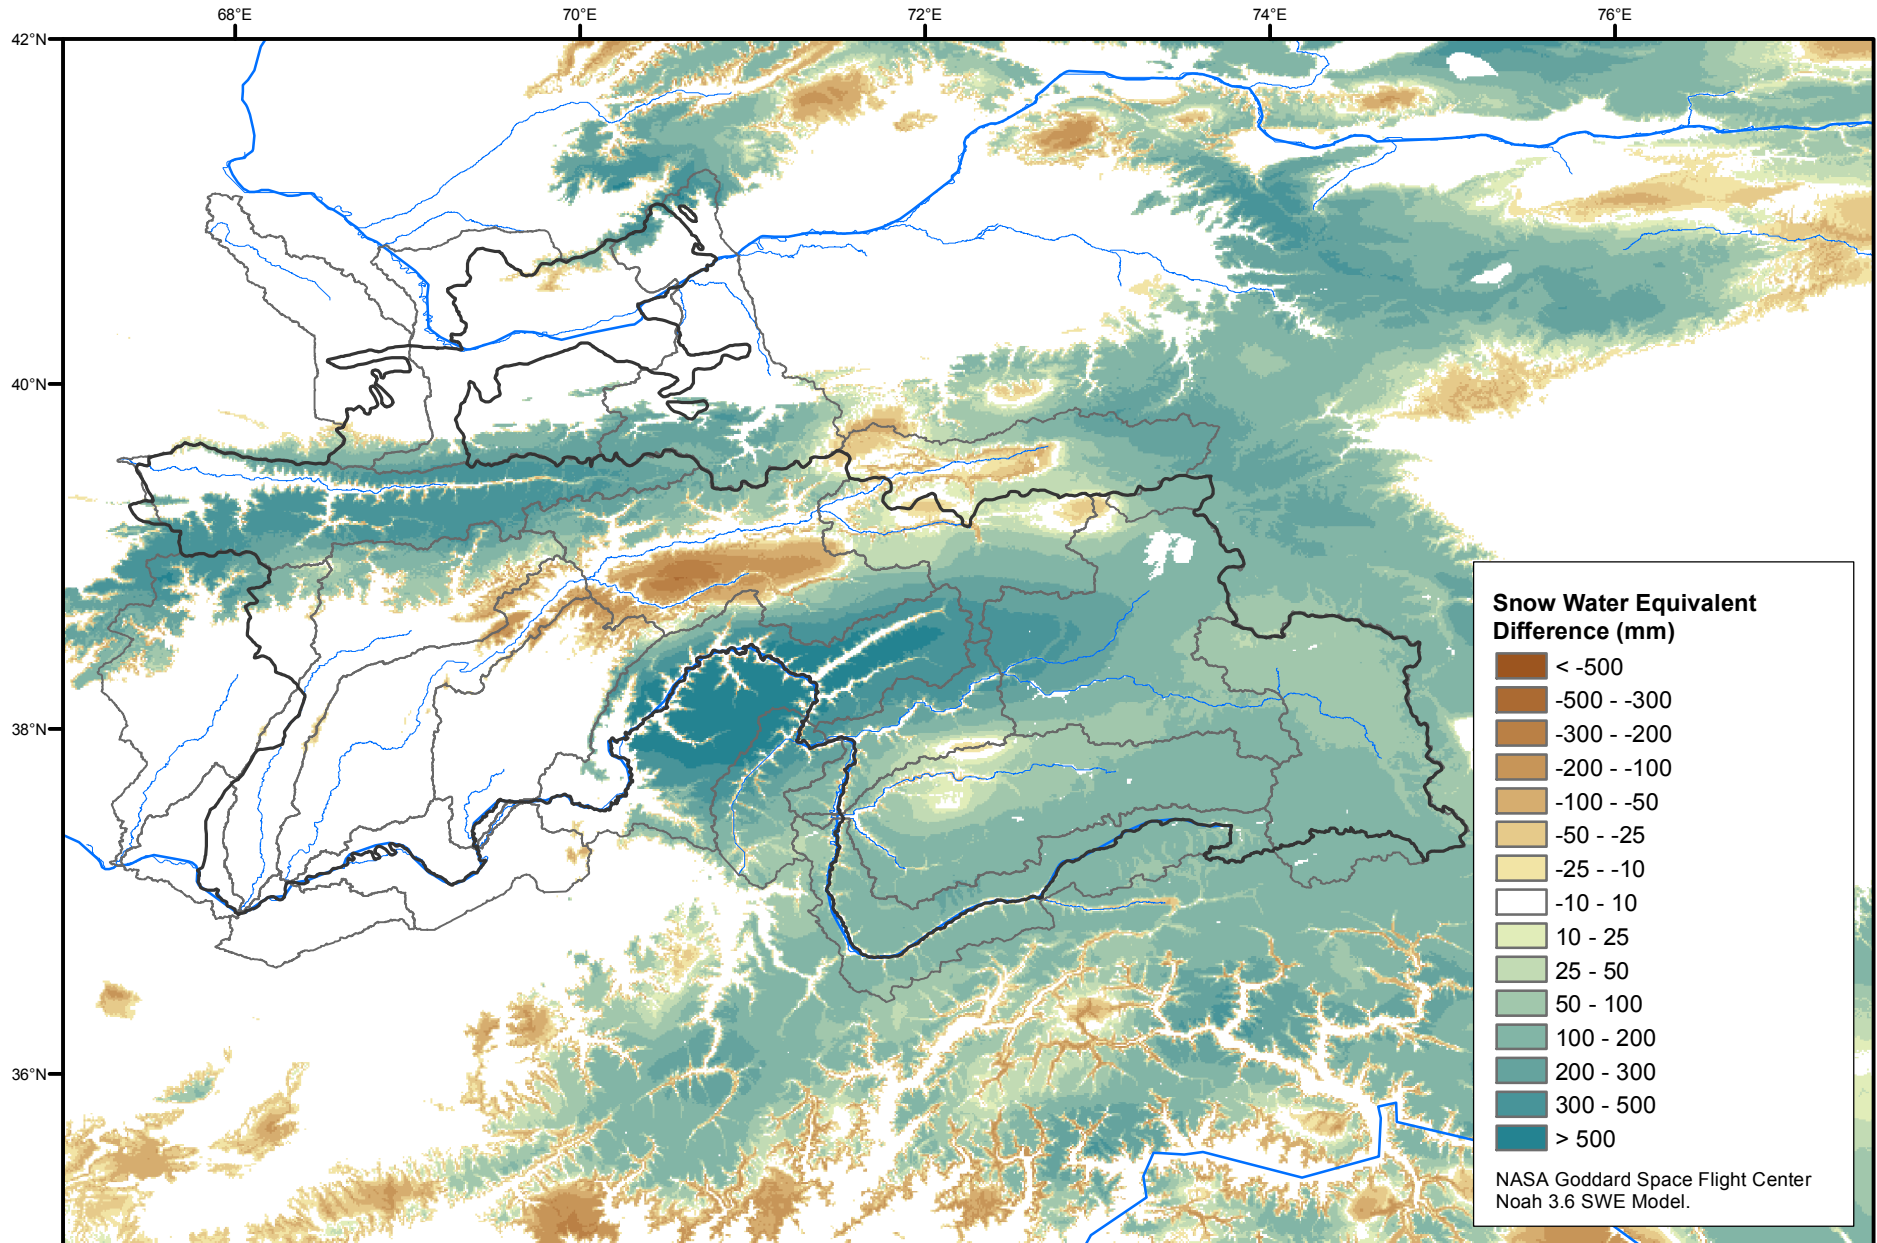 68°E 70°E 72°E 74°E 76°E
42°N
40°N
38°N
36°N
Snow Water Equivalent
Difference (mm)
< -500
-500 - -300
-300 - -200
-200 - -100
-100 - -50
-50 - -25
-25 - -10
-10 - 10
10 - 25
25 - 50
50 - 100
100 - 200
200 - 300
300 - 500
> 500
NASA Goddard Space Flight Center
Noah 3.6 SWE Model.